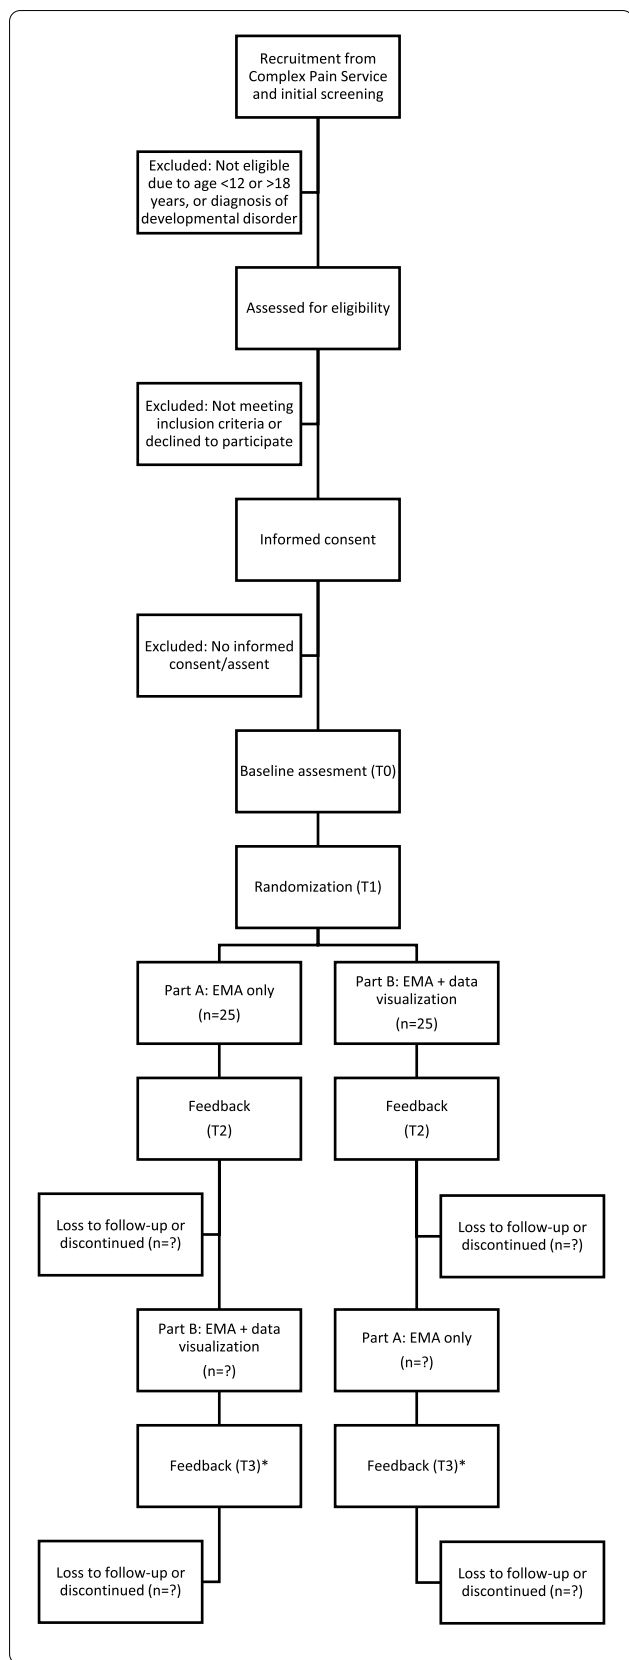 Recruitment from
Complex Pain Service
and initial screening
Excluded: Not eligible
due to age <12 or >18
years, or diagnosis of
developmental disorder
Assessed for eligibility
Excluded: Not meeting
inclusion criteria or
declined to participate
Informed consent
Excluded: No informed
consent/assent
Baseline assesment (T0)
Randomization (T1)
Part A: EMA only
(n=25)
Part B: EMA + data
visualization
(n=25)
Feedback
(T2)
Feedback
(T2)
Loss to follow-up or
discontinued (n=?)
Loss to follow-up or
discontinued (n=?)
Part B: EMA + data
visualization
(n=?)
Part A: EMA only
(n=?)
Feedback (T3)*
Feedback (T3)*
Loss to follow-up or
discontinued (n=?)
Loss to follow-up or
discontinued (n=?)